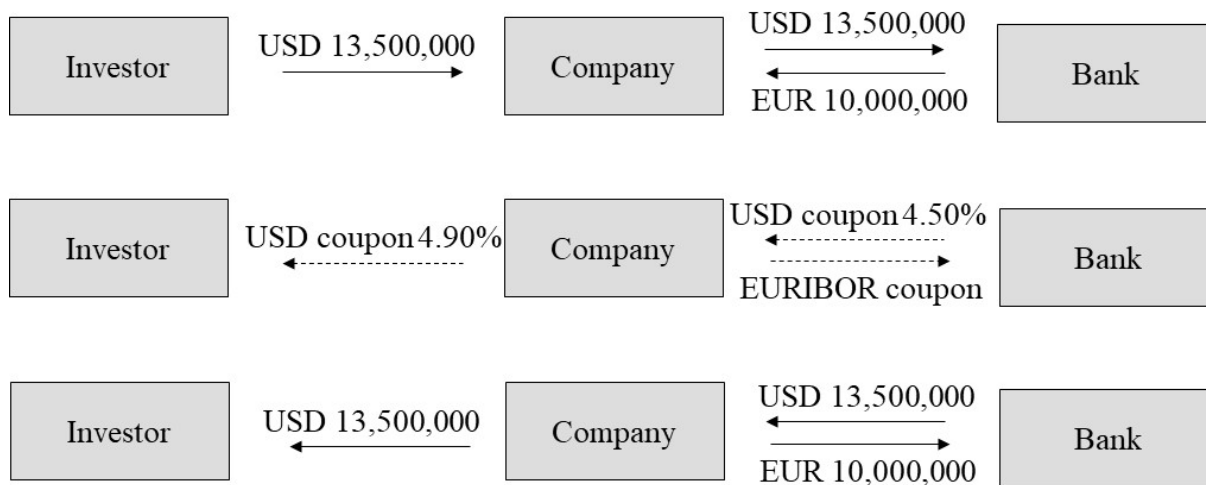 USD 13,500,000
USD 13,500,000
Investor
Company
Bank
EUR 10,000,000
USD coupon 4.50%
USD coupon 4.90%
Investor
Company
Bank
EURIBOR coupon
USD 13,500,000
USD 13,500,000
Investor
Company
Bank
EUR 10,000,000